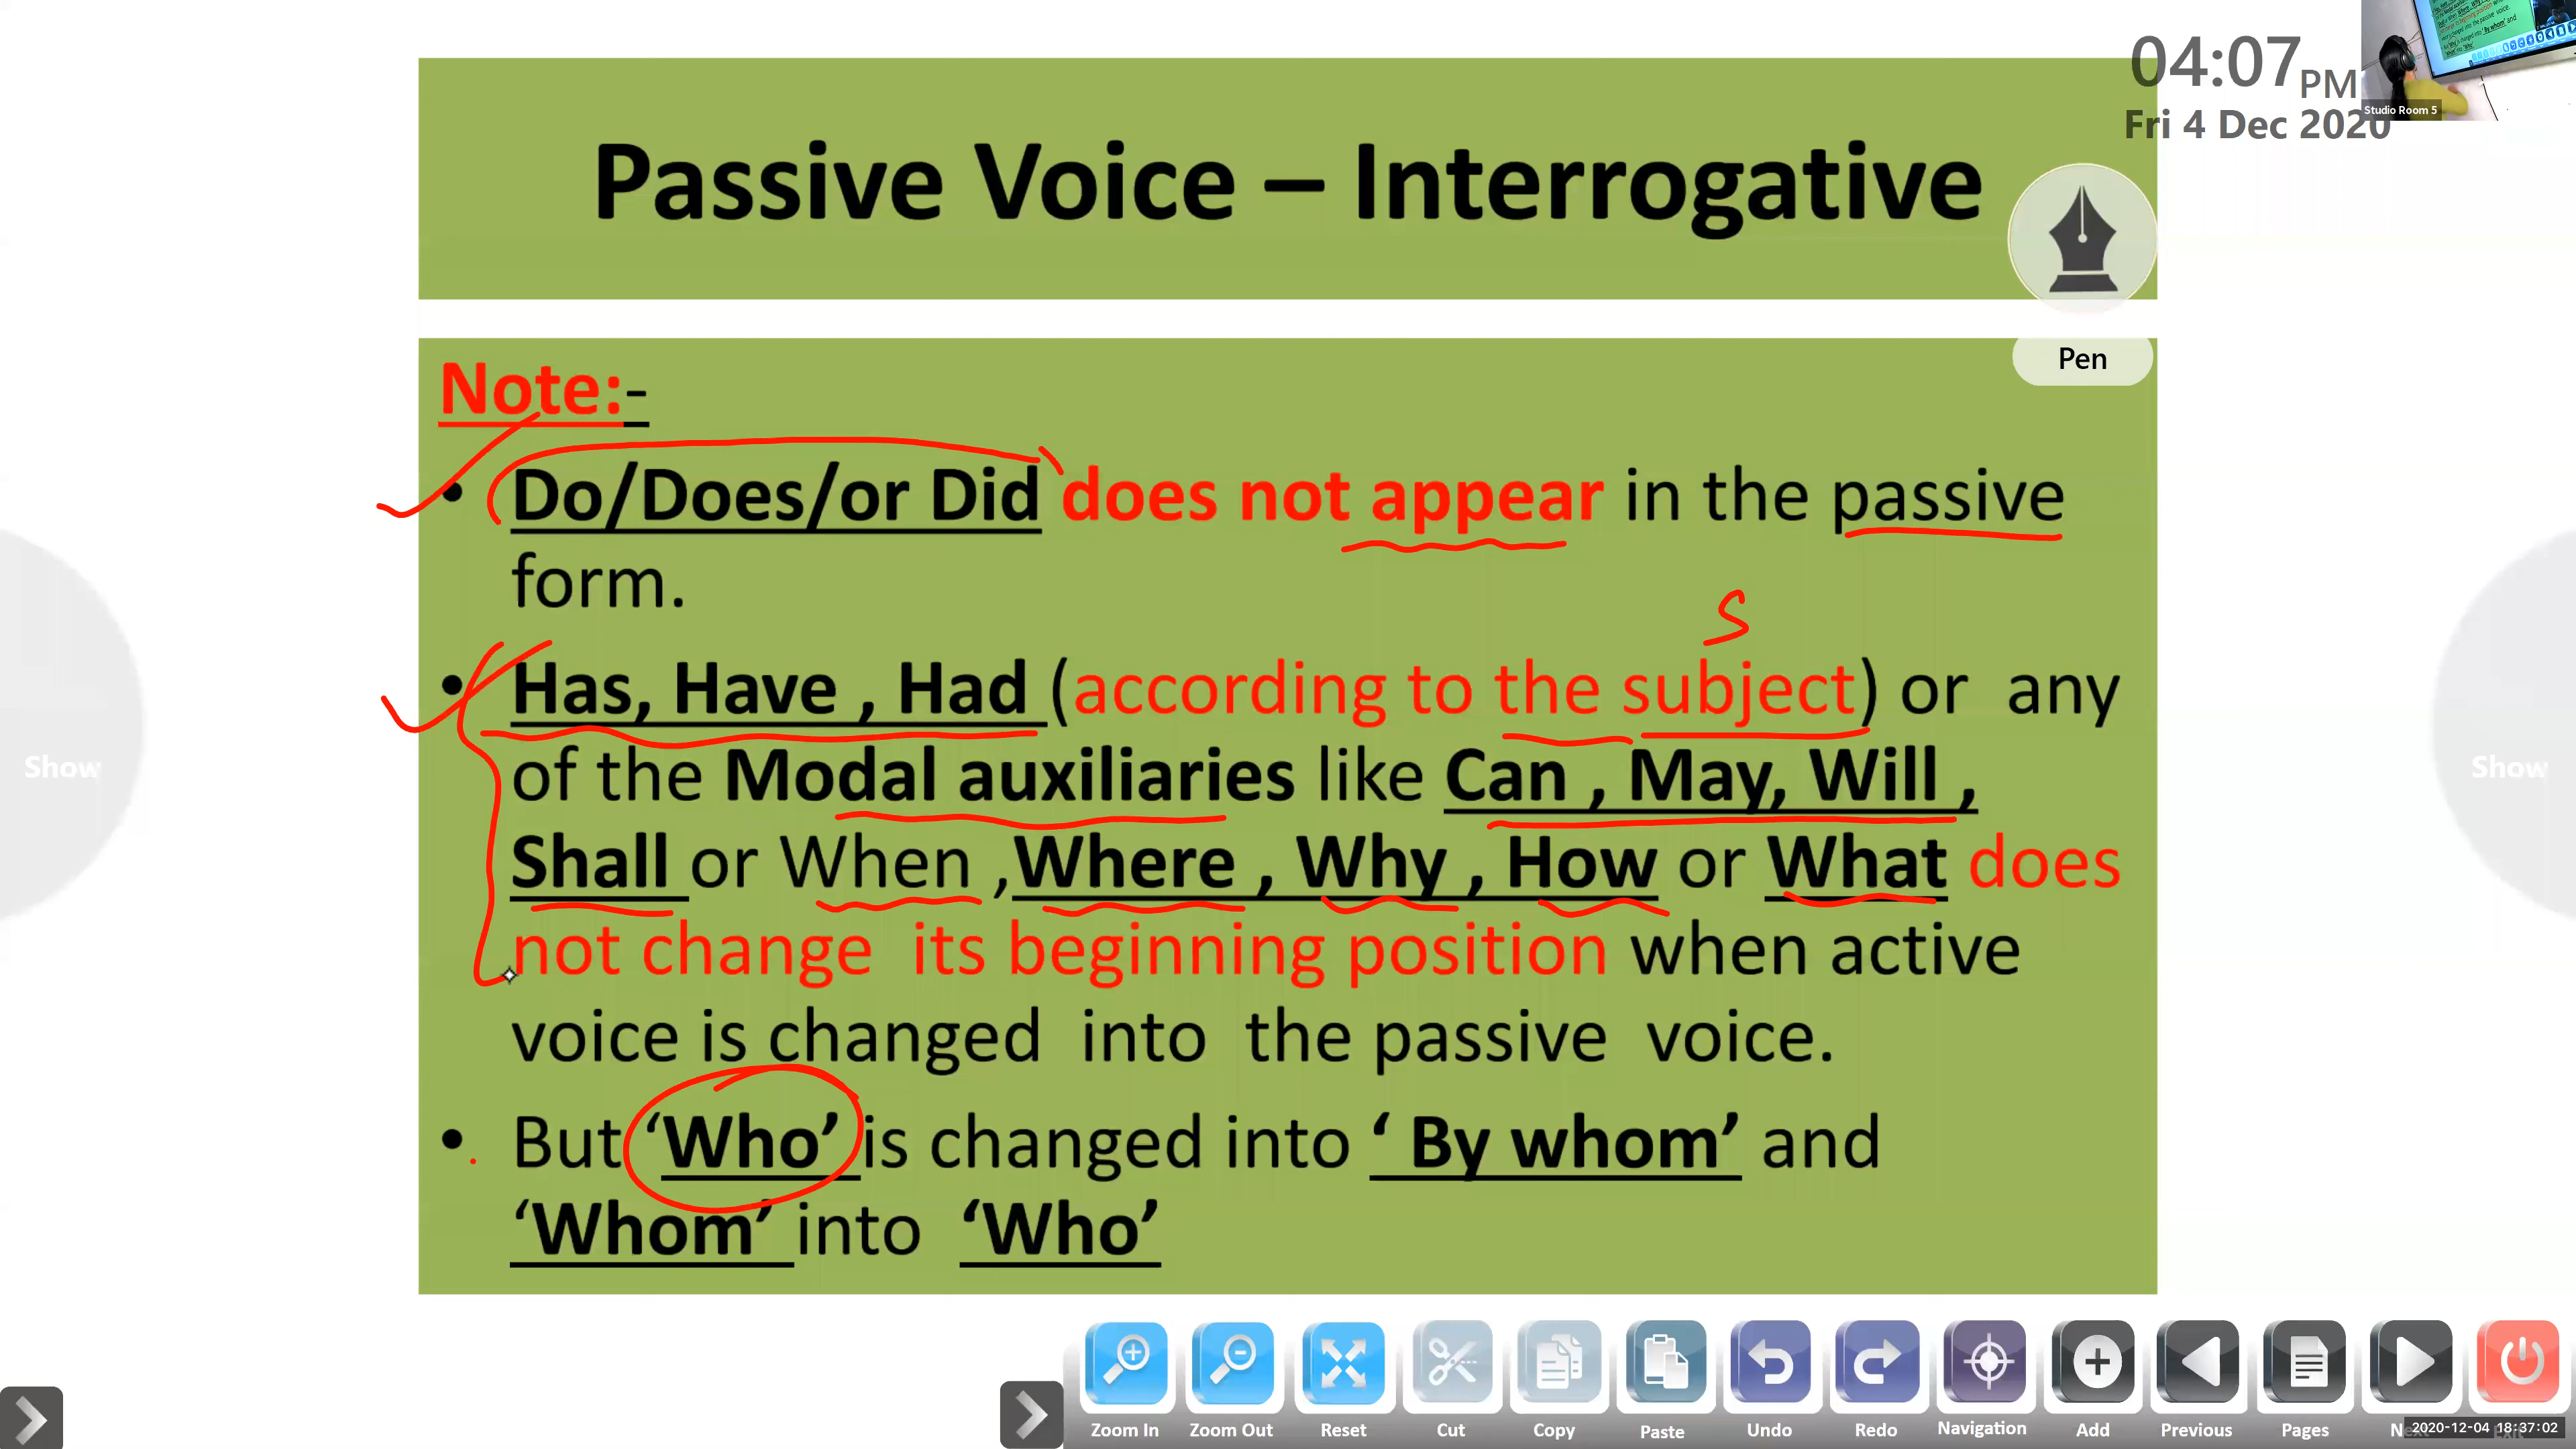 04:07 PM
Fri 4 Dec 2020
Studio Room 5
Passive Voice – Interrogative
Pen
Note:-
• Do/Does/or Did does not appear in the passive
form.
S
• Has, Have , Had (according to the subject) or any
of the Modal auxiliaries like Can , May, Will ,
Shall or When ,Where , Why , How or What does
not change its beginning position when active
voice is changed into the passive voice.
• But ‘Who’ is changed into ‘ By whom’ and
‘Whom’ into ‘Who’
Show
Show
Zoom In Zoom Out Reset Cut Copy Paste Undo Redo Navigation Add Previous Pages
2020-12-04 18:37:02